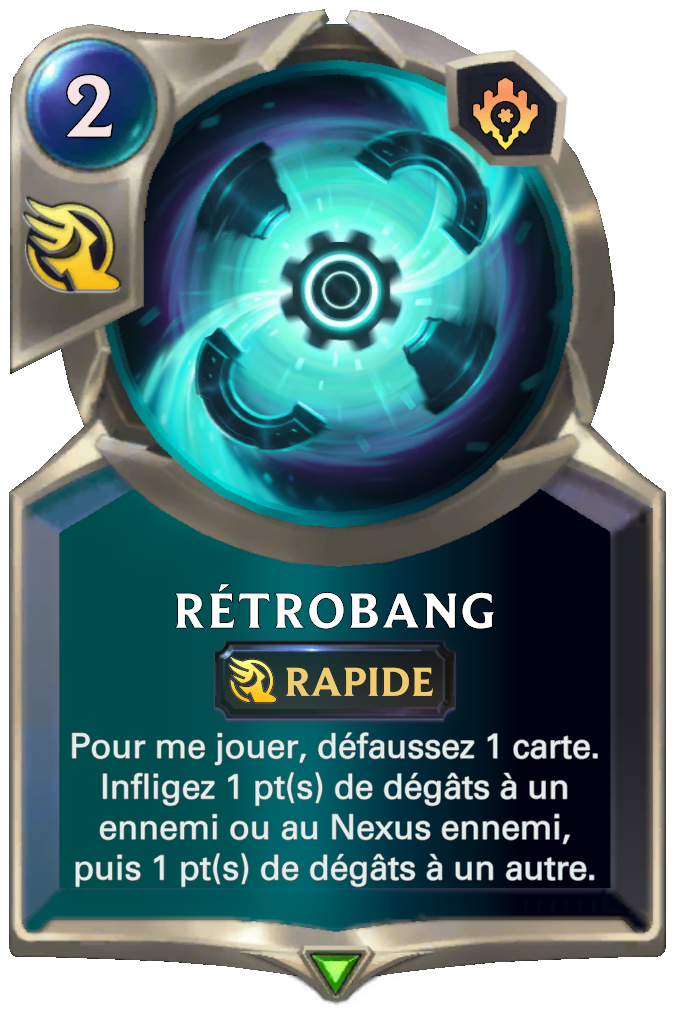 2
RÉTROBANG
RAPIDE
Pour me jouer, défaussez 1 carte.
Infligez 1 pt(s) de dégâts à un
ennemi ou au Nexus ennemi,
puis 1 pt(s) de dégâts à un autre.